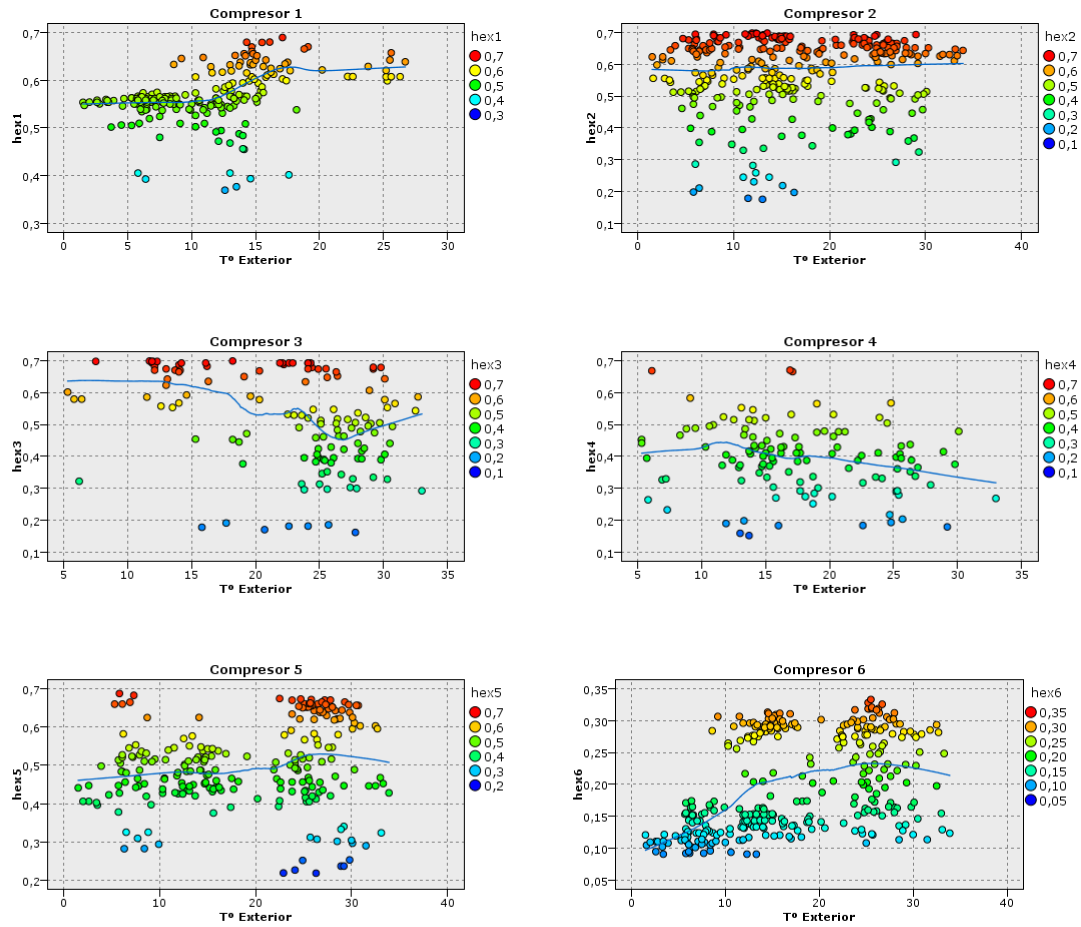 Compresor 1
hex1
0,7
0,6
0,5
0,4
0,3
0 5 10 15 20 25 30
Tº Exterior
hex1
0,7
0,6
0,5
0,4
0,3
Compresor 2
hex2
0,7
0,6
0,5
0,4
0,3
0,2
0,1
0 10 20 30 40
Tº Exterior
hex2
0,7
0,6
0,5
0,4
0,3
0,2
0,1
Compresor 3
hex3
0,7
0,6
0,5
0,4
0,3
0,2
0,1
5 10 15 20 25 30 35
Tº Exterior
hex3
0,7
0,6
0,5
0,4
0,3
0,2
0,1
Compresor 4
hex4
0,7
0,6
0,5
0,4
0,3
0,2
0,1
5 10 15 20 25 30 35
Tº Exterior
hex4
0,7
0,6
0,5
0,4
0,3
0,2
0,1
Compresor 5
hex5
0,7
0,6
0,5
0,4
0,3
0,2
0 10 20 30 40
Tº Exterior
hex5
0,7
0,6
0,5
0,4
0,3
0,2
Compresor 6
hex6
0,35
0,30
0,25
0,20
0,15
0,10
0,05
0 10 20 30 40
Tº Exterior
hex6
0,35
0,30
0,25
0,20
0,15
0,10
0,05